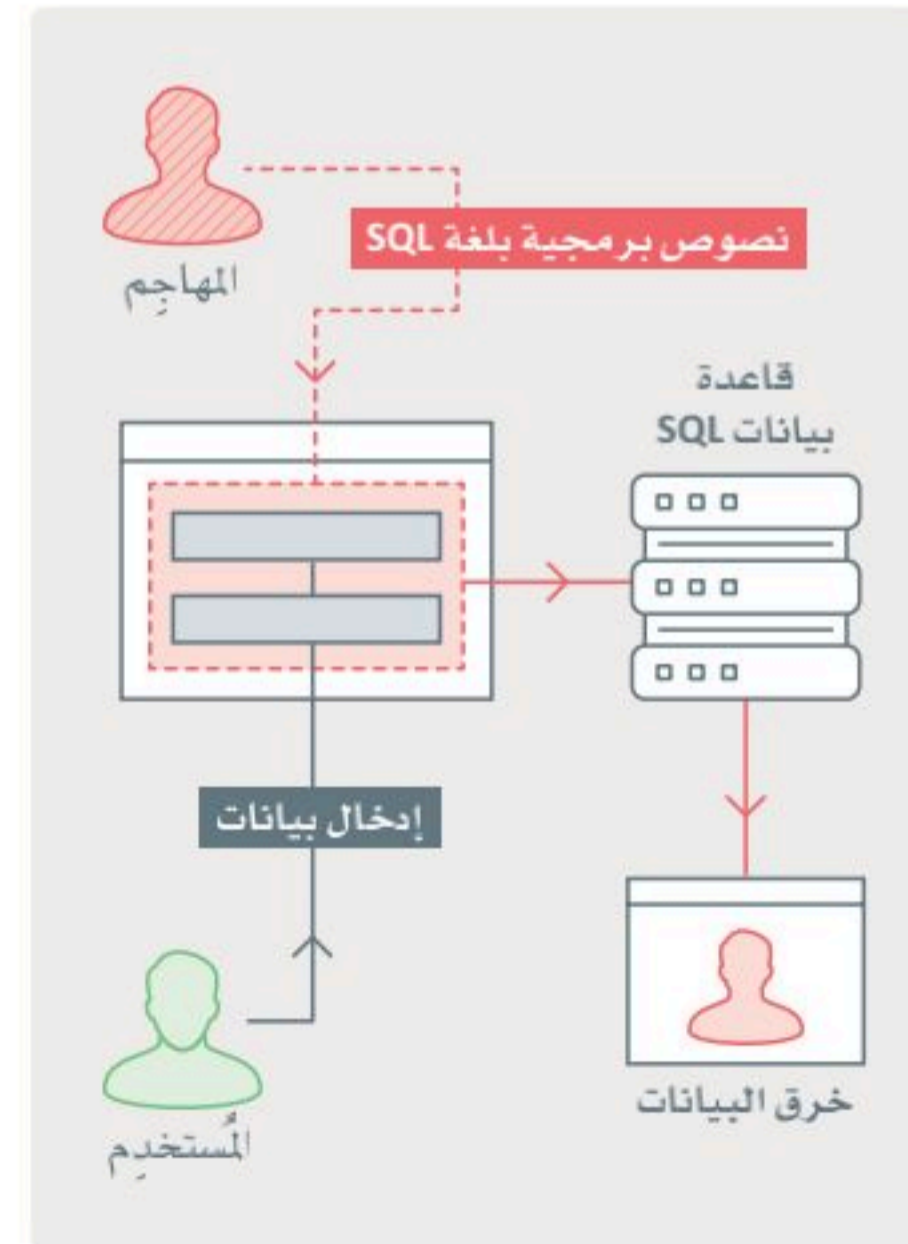 المهاجِم
نصوص برمجية بلغة SQL
قاعدة
بيانات SQL
إدخال بيانات
المُستخدِم
خرق البيانات